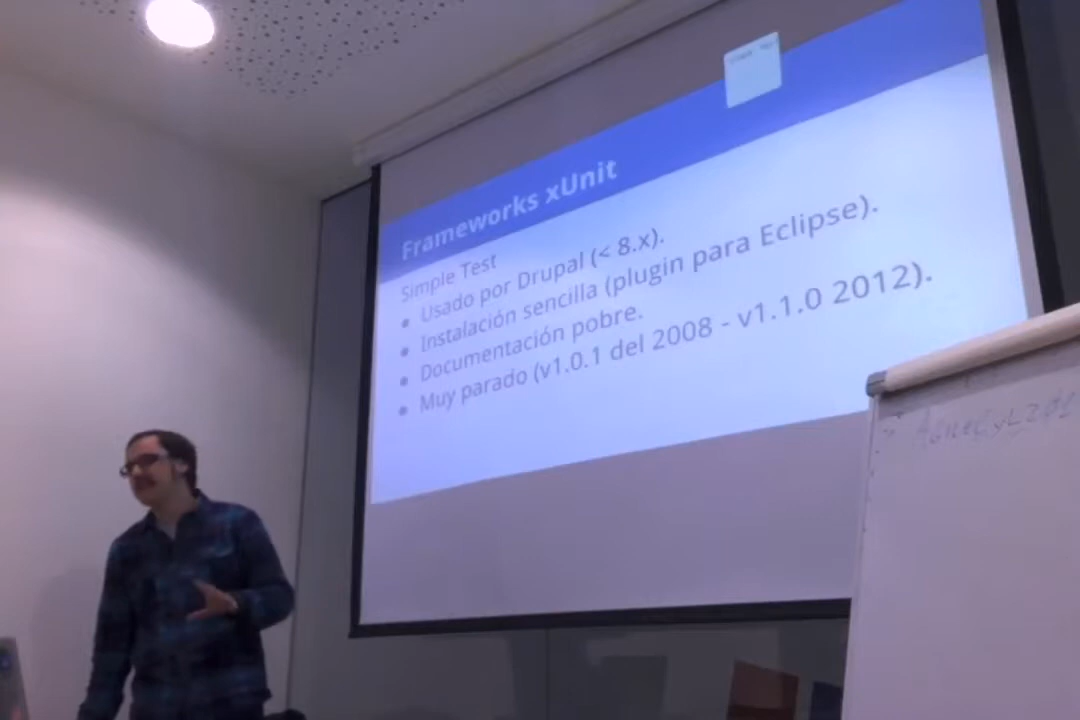 Frameworks xUnit
Simple Test
• Usado por Drupal (< 8.x).
• Instalación sencilla (plugin para Eclipse).
• Documentación pobre.
• Muy parado (v1.0.1 del 2008 - v1.1.0 2012).